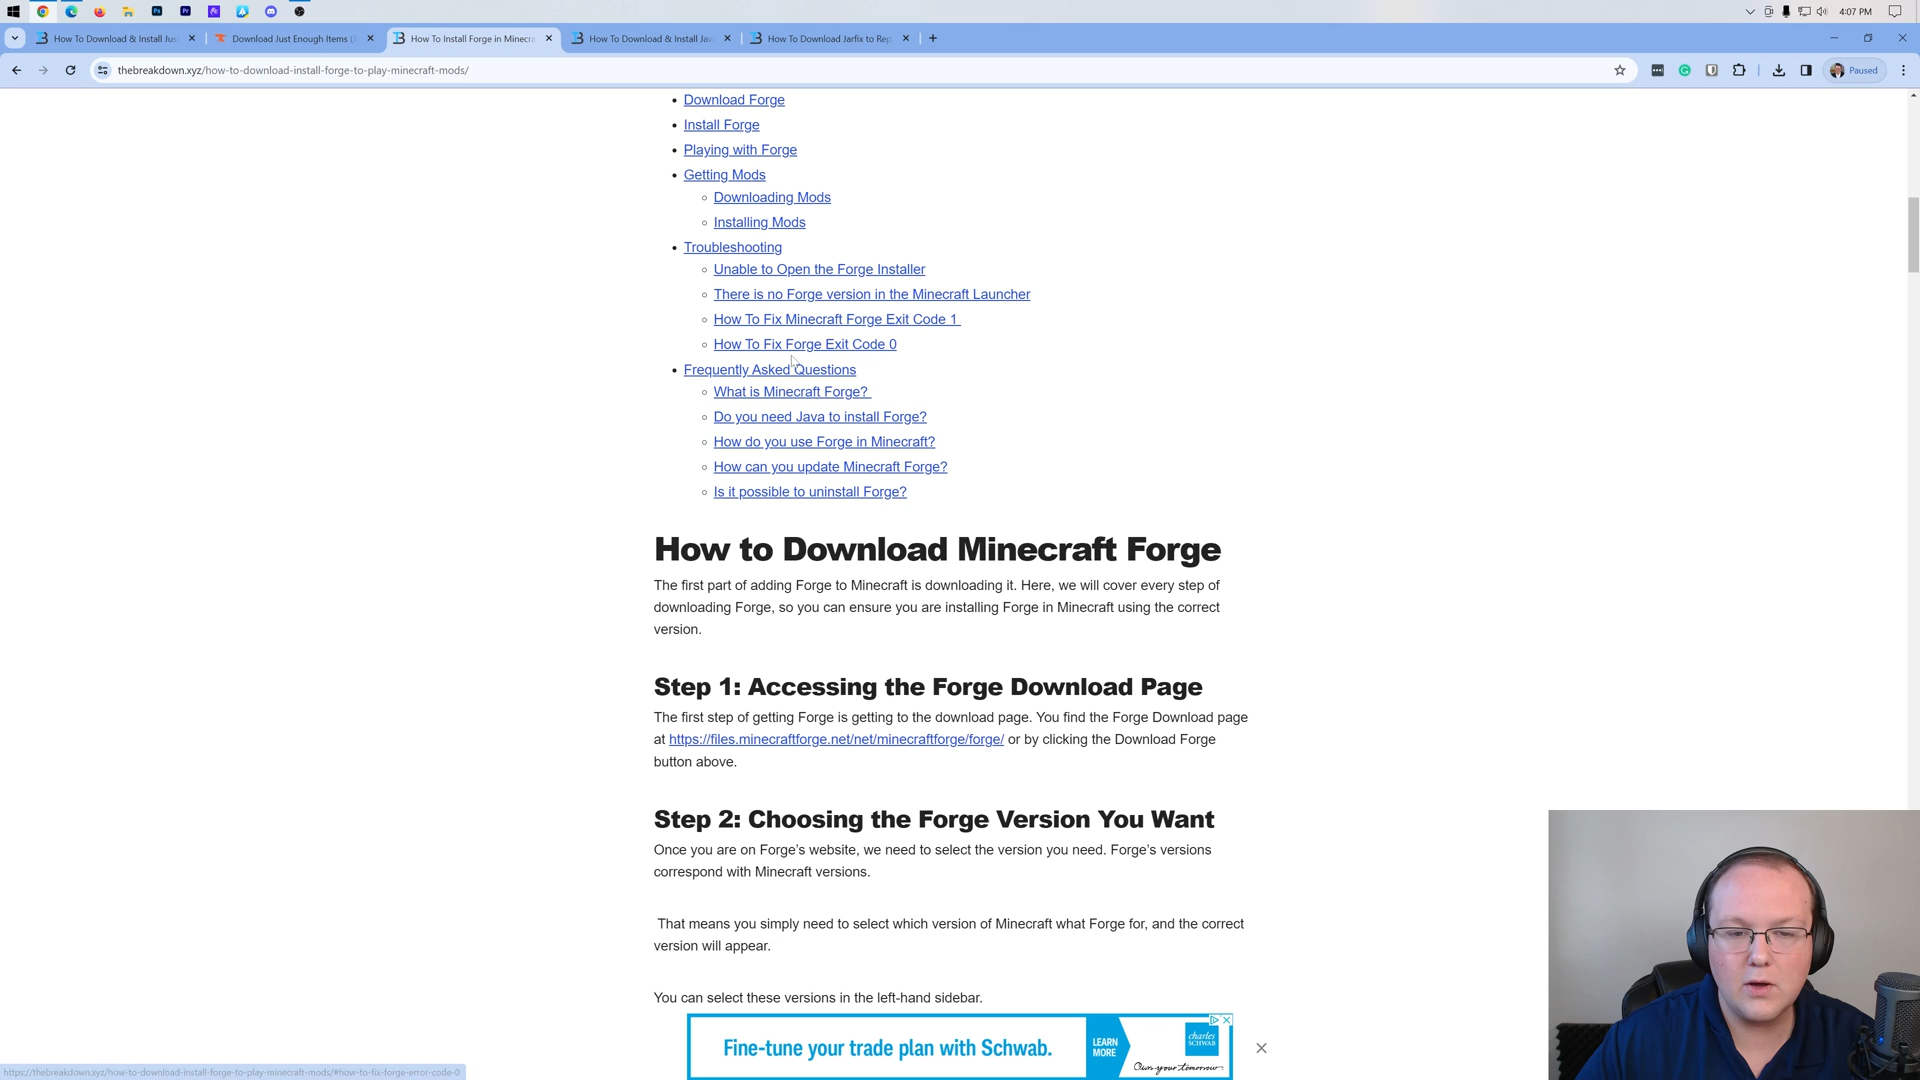 4:07 PM
How To Download & Install Jus
Download Just Enough Items (J
How To Install Forge in Minecra
How To Download & Install Jav
How To Download Jarfix to Rep
thebreakdown.xyz/how-to-download-install-forge-to-play-minecraft-mods/
Paused
Download Forge
Install Forge
Playing with Forge
Getting Mods
Downloading Mods
Installing Mods
Troubleshooting
Unable to Open the Forge Installer
There is no Forge version in the Minecraft Launcher
How To Fix Minecraft Forge Exit Code 1
How To Fix Forge Exit Code 0
Frequently Asked Questions
What is Minecraft Forge?
Do you need Java to install Forge?
How do you use Forge in Minecraft?
How can you update Minecraft Forge?
Is it possible to uninstall Forge?
How to Download Minecraft Forge
The first part of adding Forge to Minecraft is downloading it. Here, we will cover every step of
downloading Forge, so you can ensure you are installing Forge in Minecraft using the correct
version.
Step 1: Accessing the Forge Download Page
The first step of getting Forge is getting to the download page. You find the Forge Download page
at https://files.minecraftforge.net/net/minecraftforge/forge/ or by clicking the Download Forge
button above.
Step 2: Choosing the Forge Version You Want
Once you are on Forge's website, we need to select the version you need. Forge's versions
correspond with Minecraft versions.
That means you simply need to select which version of Minecraft what Forge for, and the correct
version will appear.
You can select these versions in the left-hand sidebar.
Fine-tune your trade plan with Schwab.
LEARN
MORE
charles
SCHWAB
Own your tomorrow.
https://thebreakdown.xyz/how-to-download-install-forge-to-play-minecraft-mods/#how-to-fix-forge-error-code-0